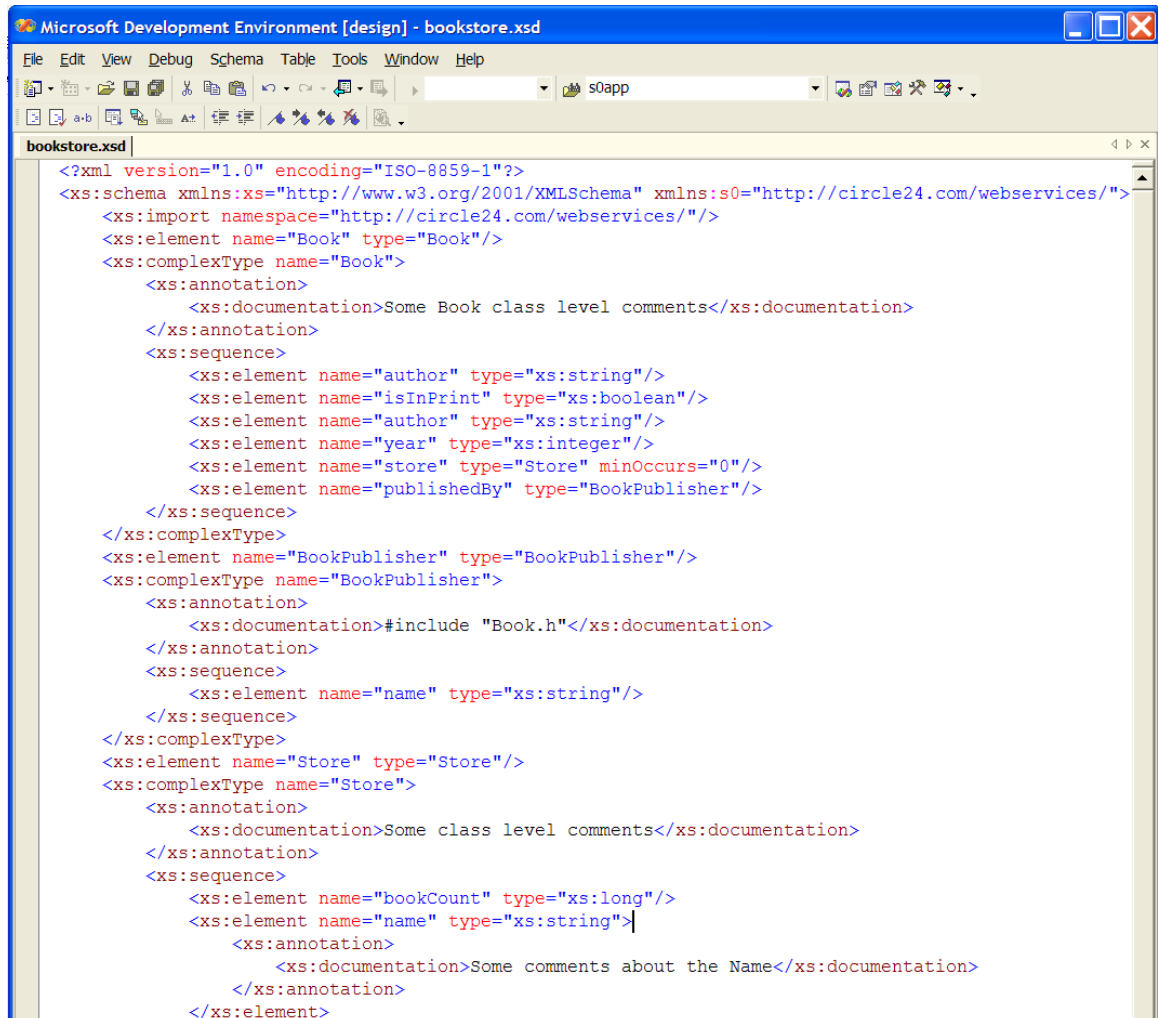 Microsoft Development Environment [design] - bookstore.xsd
File Edit View Debug Schema Table Tools Window Help
s0app
a•b
bookstore.xsd
<?xml version="1.0" encoding="ISO-8859-1"?>
<xs:schema xmlns:xs="http://www.w3.org/2001/XMLSchema" xmlns:s0="http://circle24.com/webservices/">
    <xs:import namespace="http://circle24.com/webservices/"/>
    <xs:element name="Book" type="Book"/>
    <xs:complexType name="Book">
        <xs:annotation>
            <xs:documentation>Some Book class level comments</xs:documentation>
        </xs:annotation>
        <xs:sequence>
            <xs:element name="author" type="xs:string"/>
            <xs:element name="isInPrint" type="xs:boolean"/>
            <xs:element name="author" type="xs:string"/>
            <xs:element name="year" type="xs:integer"/>
            <xs:element name="store" type="Store" minOccurs="0"/>
            <xs:element name="publishedBy" type="BookPublisher"/>
        </xs:sequence>
    </xs:complexType>
    <xs:element name="BookPublisher" type="BookPublisher"/>
    <xs:complexType name="BookPublisher">
        <xs:annotation>
            <xs:documentation>#include "Book.h"</xs:documentation>
        </xs:annotation>
        <xs:sequence>
            <xs:element name="name" type="xs:string"/>
        </xs:sequence>
    </xs:complexType>
    <xs:element name="Store" type="Store"/>
    <xs:complexType name="Store">
        <xs:annotation>
            <xs:documentation>Some class level comments</xs:documentation>
        </xs:annotation>
        <xs:sequence>
            <xs:element name="bookCount" type="xs:long"/>
            <xs:element name="name" type="xs:string">
                <xs:annotation>
                    <xs:documentation>Some comments about the Name</xs:documentation>
                </xs:annotation>
            </xs:element>